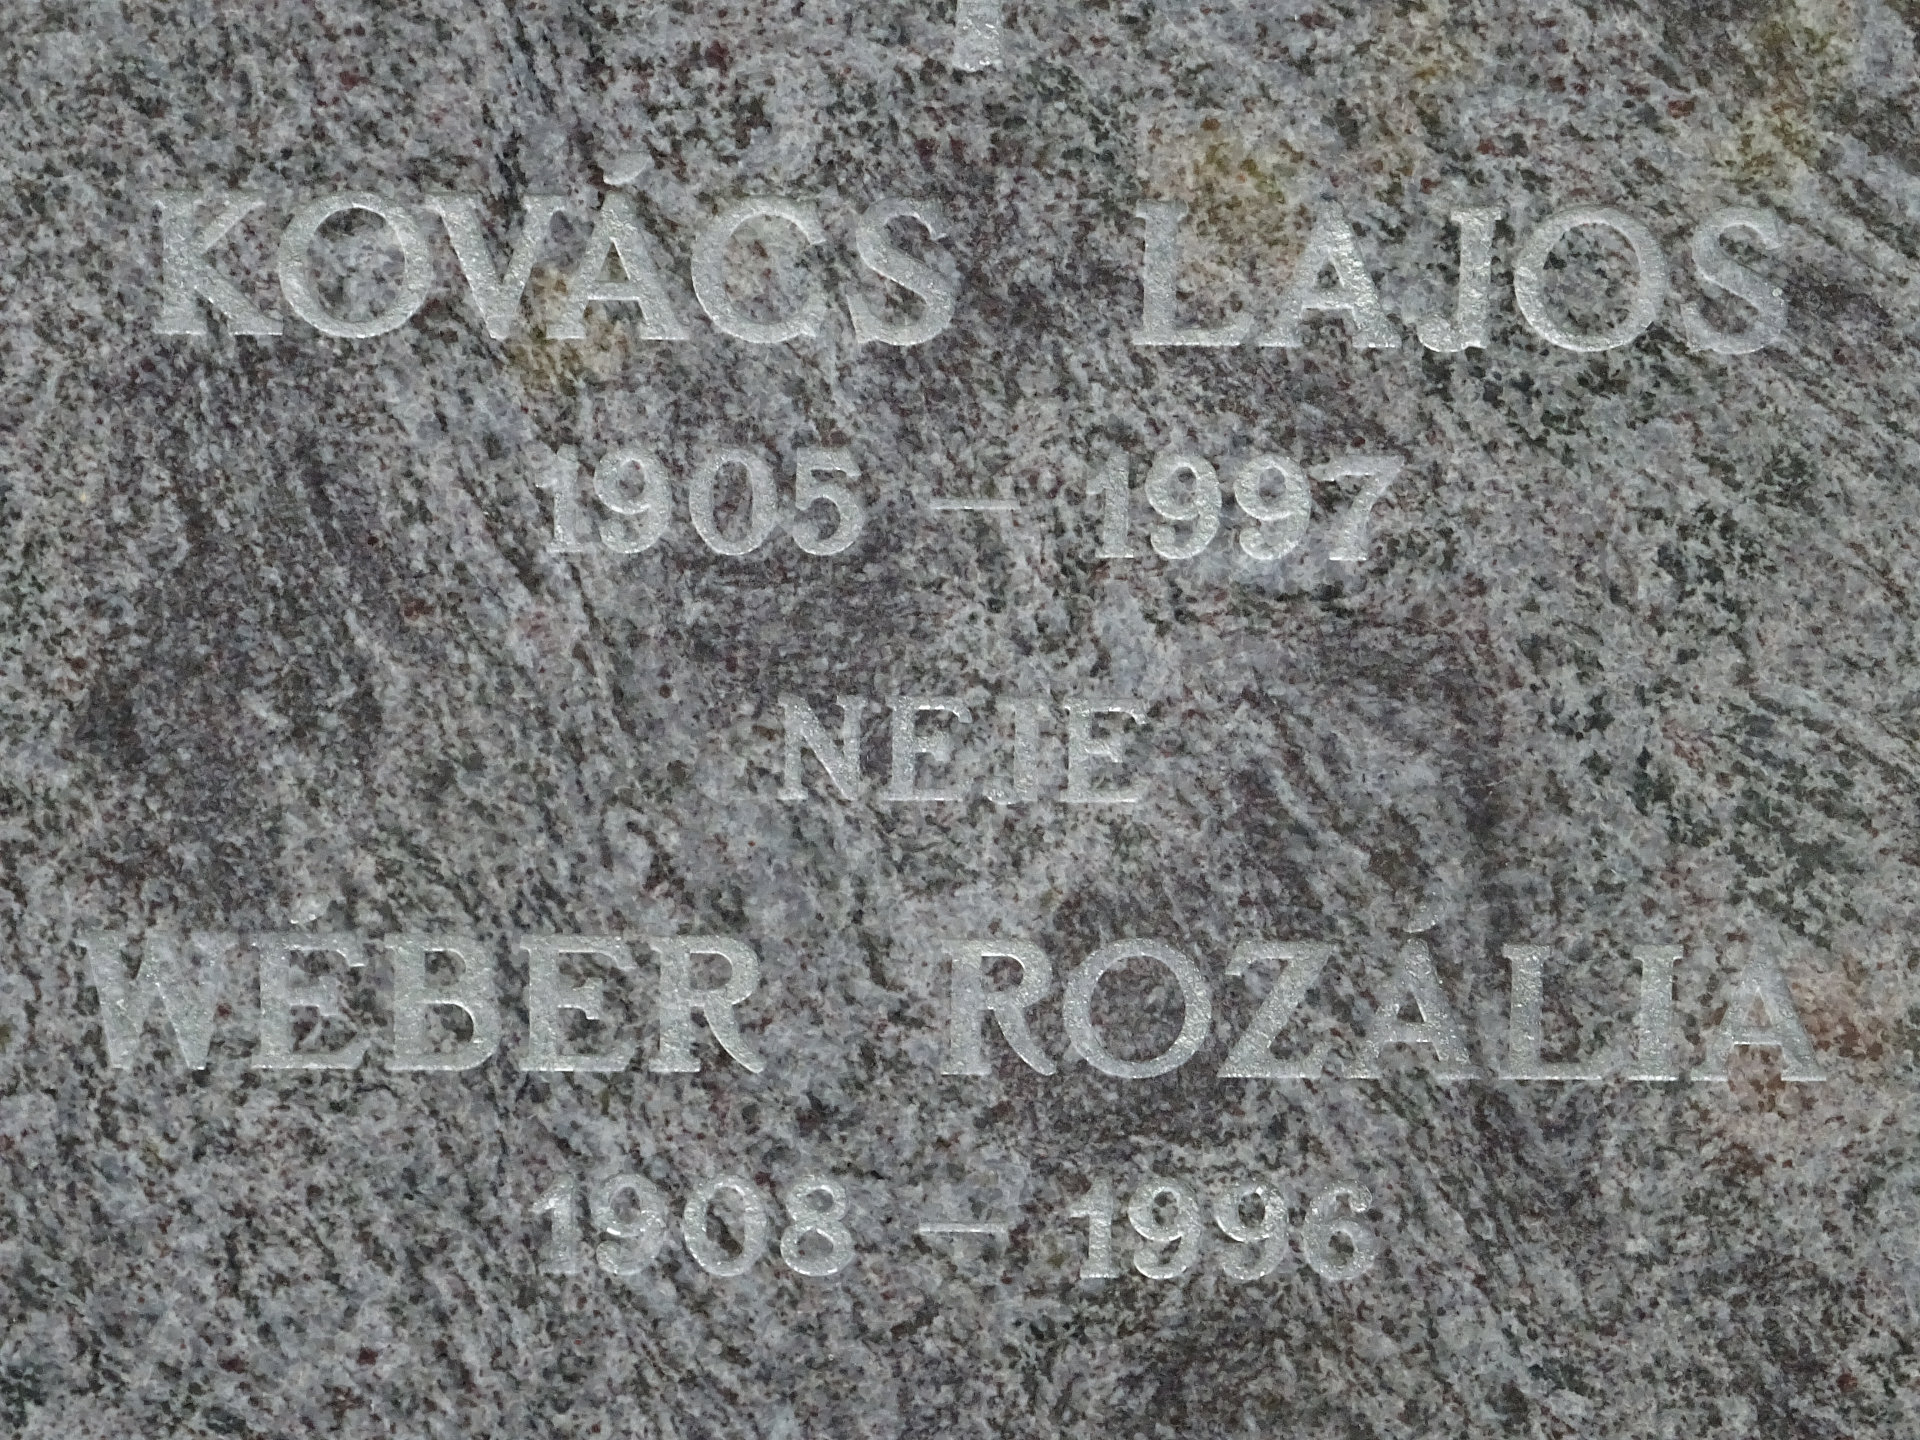 KOVÁCS LAJOS
1905 – 1997
NEJE
WÉBER ROZÁLIA
1908 – 1996